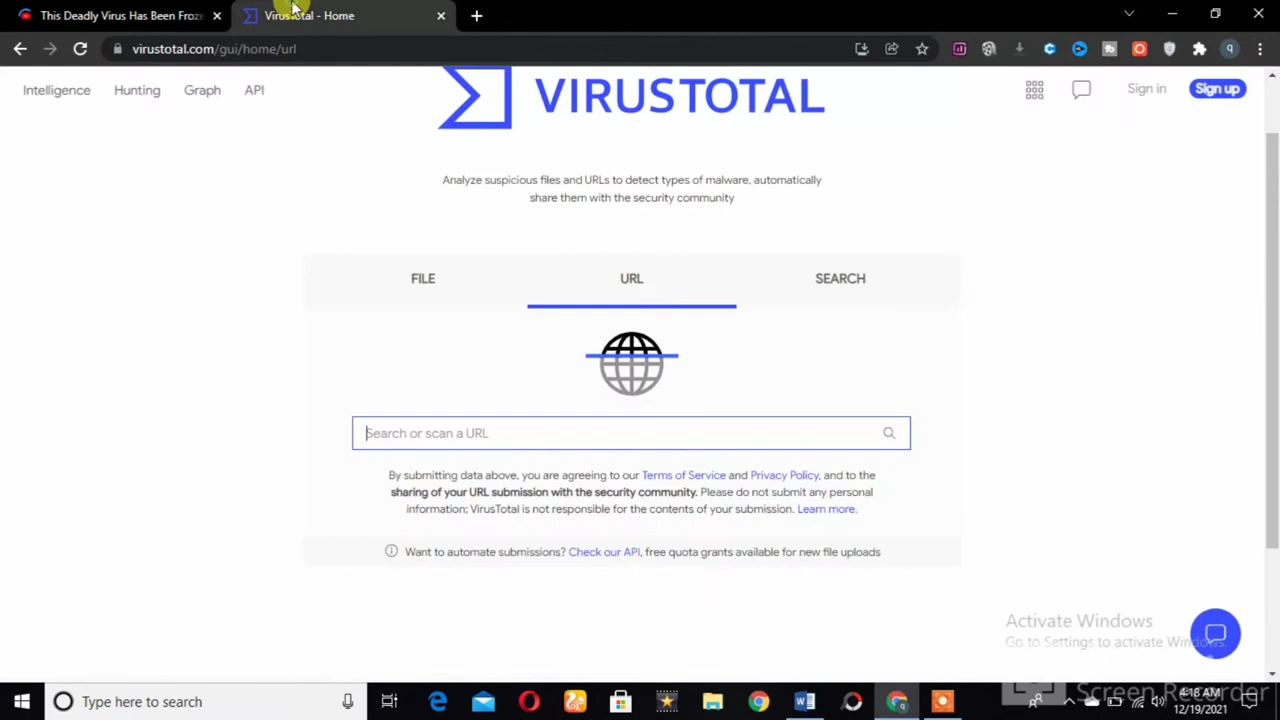 This Deadly Virus Has Been Froze
VirusTotal - Home
virustotal.com/gui/home/url
q
Intelligence
Hunting
Graph
API
VIRUSTOTAL
Sign in
Sign up
Analyze suspicious files and URLs to detect types of malware, automatically
share them with the security community
FILE
URL
SEARCH
Search or scan a URL
By submitting data above, you are agreeing to our Terms of Service and Privacy Policy, and to the
sharing of your URL submission with the security community. Please do not submit any personal
information; VirusTotal is not responsible for the contents of your submission. Learn more.
Want to automate submissions? Check our API, free quota grants available for new file uploads
Activate Windows
Go to Settings to activate Windows.
Screen Recorder
Type here to search
4:18 AM
12/19/2021